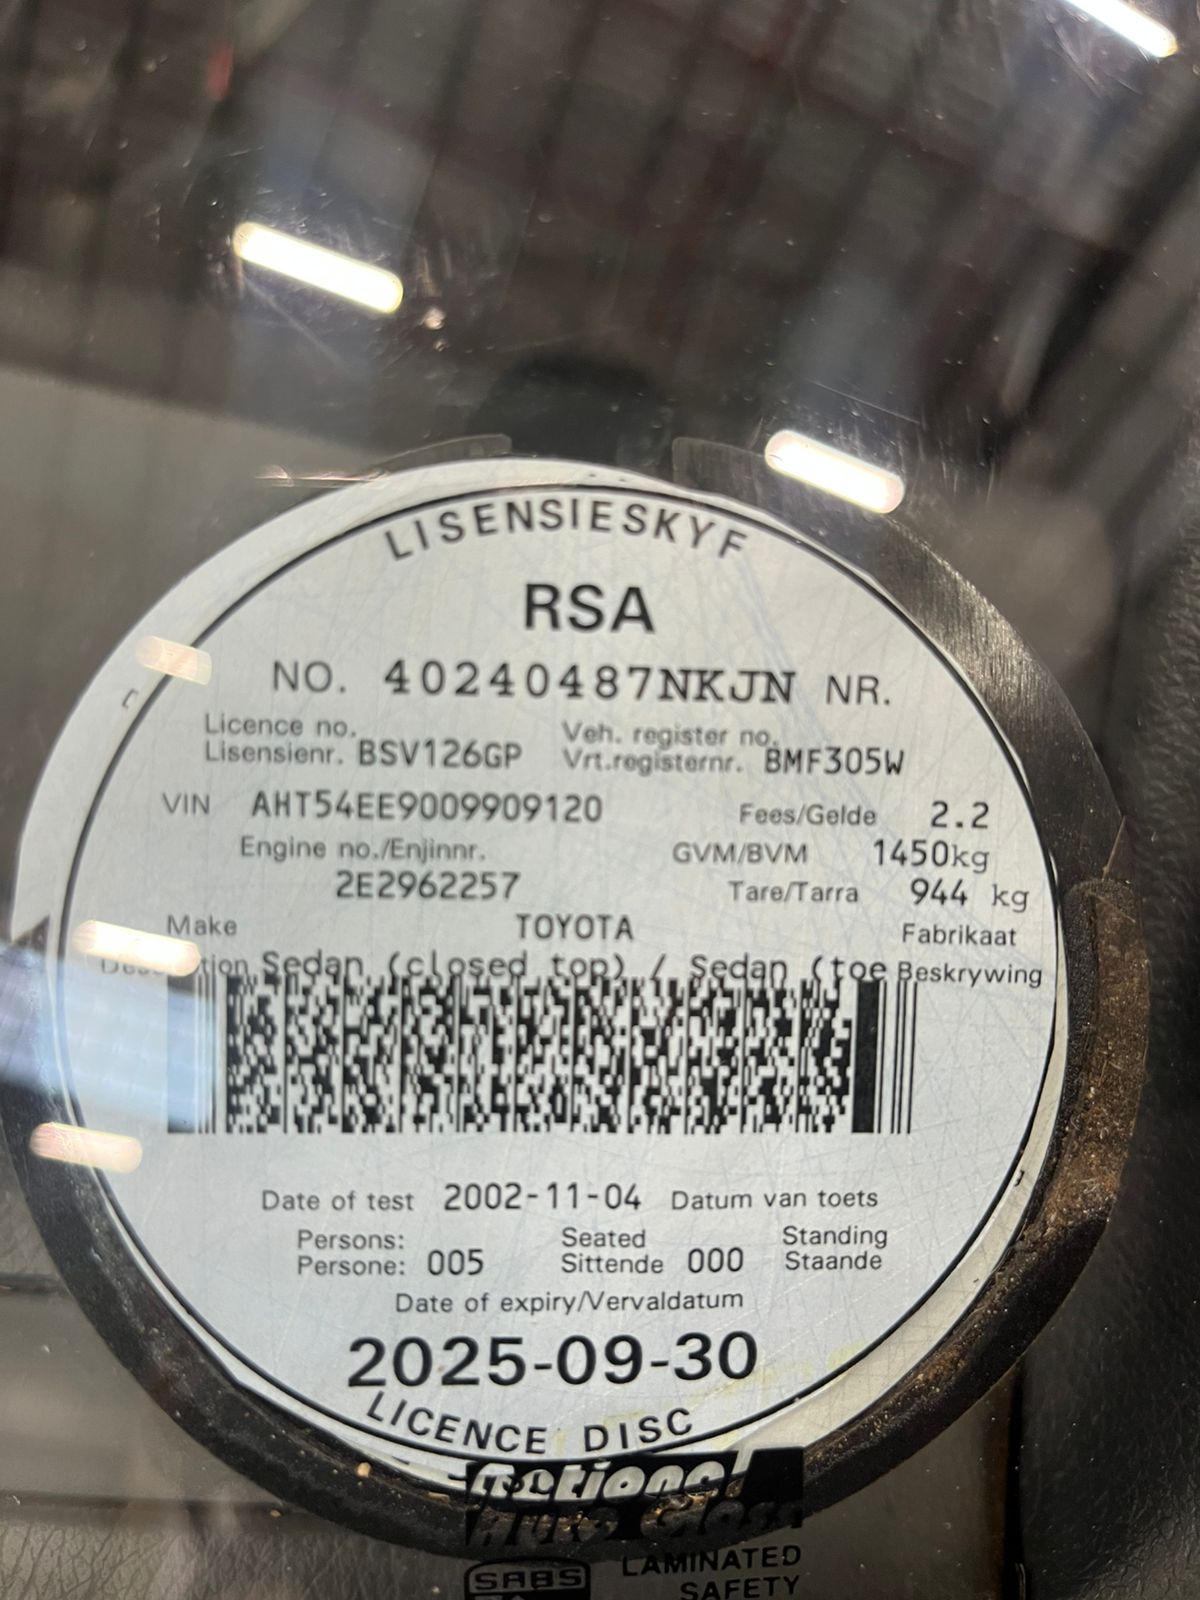 LISENSIESKYF
RSA
NO. 40240487NKJN NR.
Licence no. Veh. register no.
Lisensienr. BSV126GP Vrt.registernr. BMF305W
VIN AHT54EE9009909120 Fees/Gelde 2.2
Engine no./Enjinnr. GVM/BVM 1450kg
2E2962257 Tare/Tarra 944 kg
Make TOYOTA Fabrikaat
Description Sedan (closed top) / Sedan (toe Beskrywing
Date of test 2002-11-04 Datum van toets
Persons: Seated Standing
Persone: 005 Sittende 000 Staande
Date of expiry/Vervaldatum
2025-09-30
LICENCE DISC
LAMINATED
SABS SAFETY